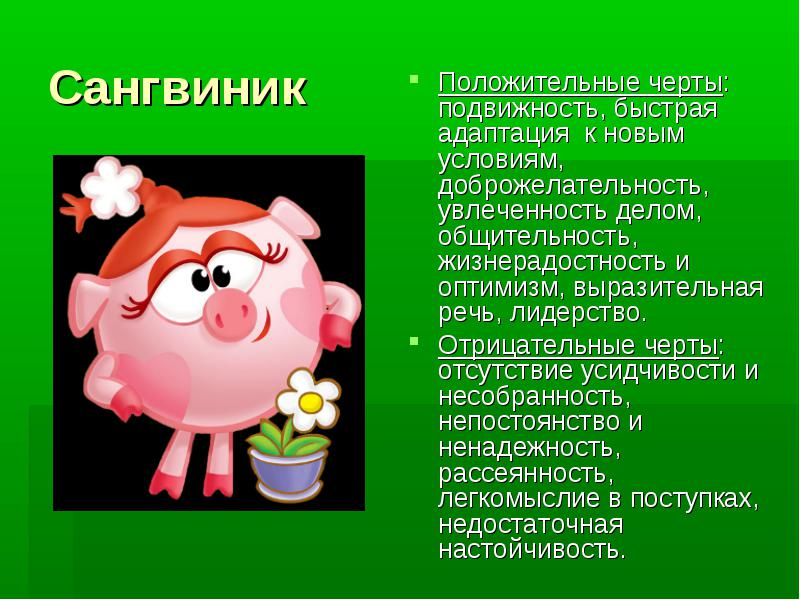 Сангвиник
Положительные черты:
подвижность, быстрая
адаптация к новым
условиям,
доброжелательность,
увлеченность делом,
общительность,
жизнерадостность и
оптимизм, выразительная
речь, лидерство.
Отрицательные черты:
отсутствие усидчивости и
несобранность,
непостоянство и
ненадежность,
рассеянность,
легкомыслие в поступках,
недостаточная
настойчивость.